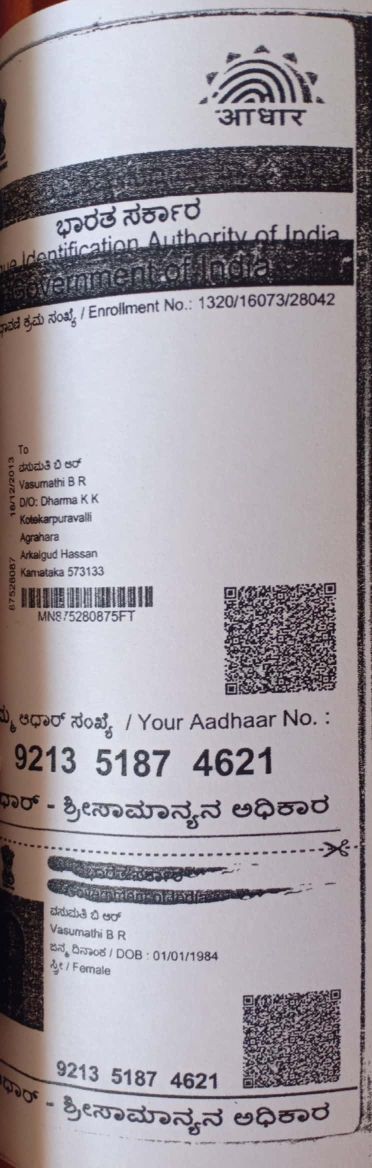 आधार
ಭಾರತ ಸರ್ಕಾರ
Identification Authority of India
Government of India
ಕ್ರಮ ಸಂಖ್ಯೆ / Enrollment No.: 1320/16073/28042
To
ವಸುಮತಿ ಬಿ ಆರ್
Vasumathi B R
D/O: Dharma K K
Kotekarpuravalli
Agrahara
Arkalgud Hassan
Karnataka 573133
18/12/2013
87528087
MN875280875FT
ಆಧಾರ್ ಸಂಖ್ಯೆ / Your Aadhaar No. :
9213 5187 4621
- ಶ್ರೀಸಾಮಾನ್ಯನ ಅಧಿಕಾರ
ವಸುಮತಿ ಬಿ ಆರ್
Vasumathi B R
ಜನ್ಮ ದಿನಾಂಕ / DOB : 01/01/1984
ಸ್ತ್ರೀ / Female
9213 5187 4621
- ಶ್ರೀಸಾಮಾನ್ಯನ ಅಧಿಕಾರ